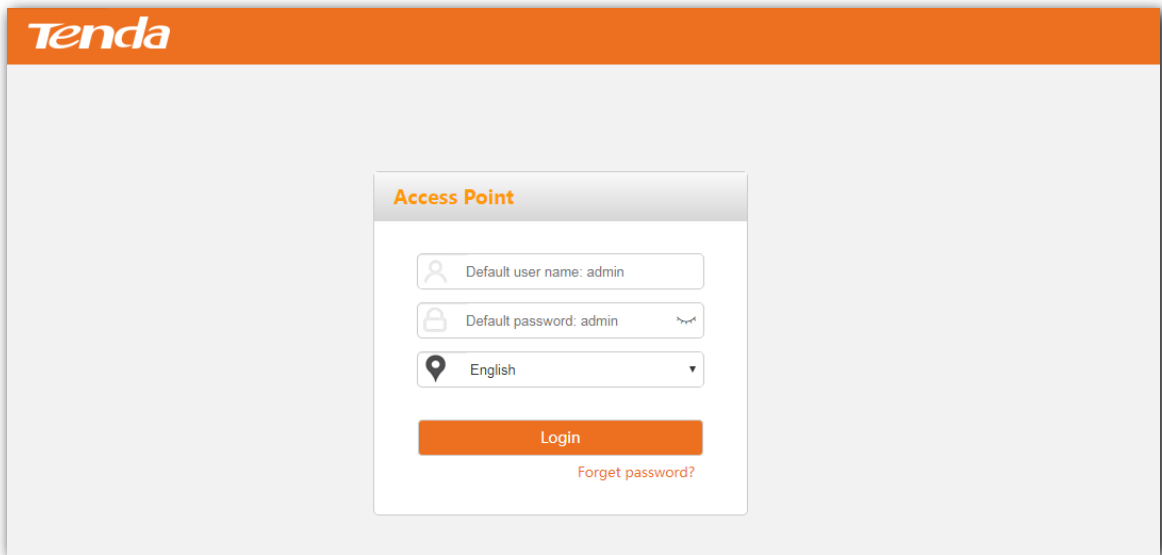 Tenda
Access Point
Default user name: admin
Default password: admin
English
Login
Forget password?